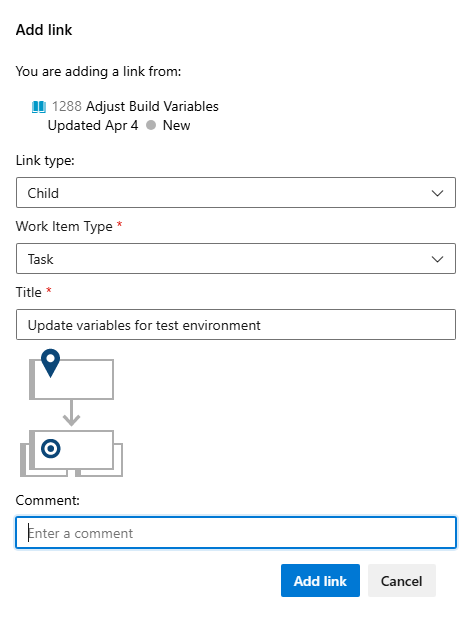 Add link
You are adding a link from:
1288 Adjust Build Variables
Updated Apr 4 New
Link type:
Child
Work Item Type *
Task
Title *
Update variables for test environment
Comment:
Enter a comment
Add link Cancel